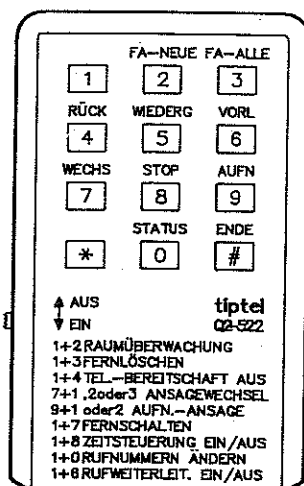 FA-NEUE FA-ALLE
1 2 3
RÜCK WIEDERG VORL
4 5 6
WECHS STOP AUFN
7 8 9
STATUS ENDE
* 0 #
AUS tiptel
EIN 02-522
1+2 RAUMÜBERWACHUNG
1+3 FERNLÖSCHEN
1+4 TEL.-BEREITSCHAFT AUS
7+1,2oder3 ANSAGEWECHSEL
9+1 oder2 AUFN.-ANSAGE
1+7 FERNSCHALTEN
1+8 ZEITSTEUERUNG EIN/AUS
1+0 RUFNUMMERN ÄNDERN
1+6 RUFWEITERLEIT. EIN/AUS